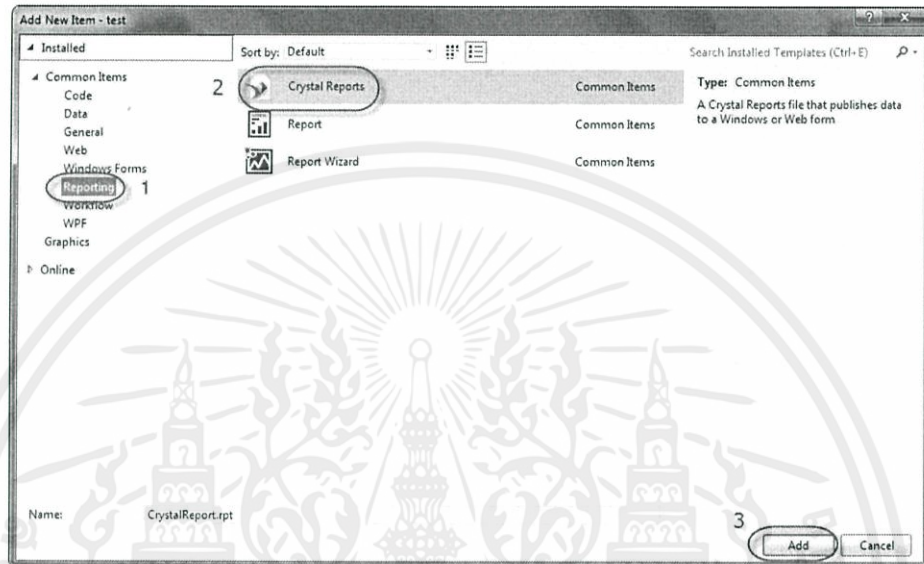 Add New Item - test
Installed
Sort by: Default
Search Installed Templates (Ctrl+E)
Common Items
Code
Data
General
Web
Windows Forms
Reporting
1
Workflow
WPF
Graphics
Online
2
Crystal Reports
Common Items
Report
Common Items
Report Wizard
Common Items
Type: Common Items
A Crystal Reports file that publishes data
to a Windows or Web form
Name:
CrystalReport.rpt
3
Add
Cancel